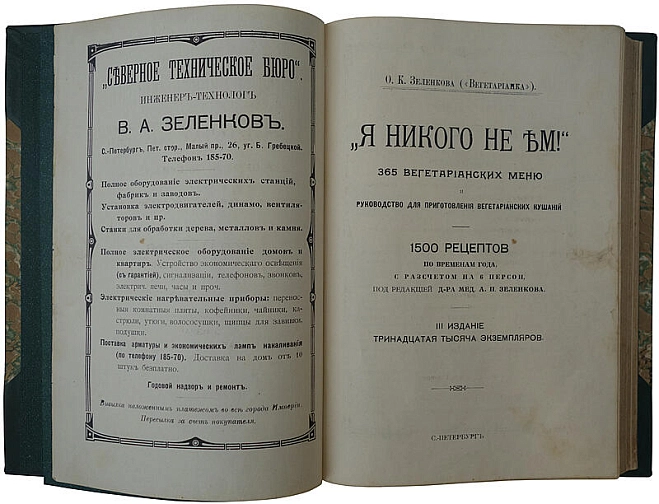 „СѢВЕРНОЕ ТЕХНИЧЕСКОЕ БЮРО“.
ИНЖЕНЕРЪ-ТЕХНОЛОГЪ
В. А. ЗЕЛЕНКОВЪ.
С.-Петербургъ, Пет. стор., Малый пр., 26, уг. Б. Гребецкой.
Телефонъ 185-70.
Полное оборудованіе электрическихъ станцій,
фабрикъ и заводовъ.
Установка электродвигателей, динамо, вентиля-
торовъ и пр.
Станки для обработки дерева, металловъ и камня.
Полное электрическое оборудованіе домовъ и
квартиръ. Устройство экономическаго освѣщенія
(съ гарантіей), сигнализаціи, телефоновъ, звонковъ,
электрич. печи, часы и проч.
Электрическіе нагрѣвательные приборы: перенос-
ныя комнатныя плиты, кофейники, чайники, ка-
стрюли, утюги, волососушки, щипцы для завивки,
подушки.
Поставка арматуры и экономическихъ лампъ накаливанія
(по телефону 185-70). Доставка на домъ отъ 10
штукъ безплатно.
Годовой надзоръ и ремонтъ.
Высылка наложеннымъ платежомъ во всѣ города Имперіи.
Пересылка за счетъ покупателя.
О. К. ЗЕЛЕНКОВА («ВЕГЕТАРІАНКА»).
„Я НИКОГО НЕ ѢМЪ!“
365 ВЕГЕТАРІАНСКИХЪ МЕНЮ
И
РУКОВОДСТВО ДЛЯ ПРИГОТОВЛЕНІЯ ВЕГЕТАРІАНСКИХЪ КУШАНІЙ
1500 РЕЦЕПТОВЪ
ПО ВРЕМЕНАМЪ ГОДА,
СЪ РАЗСЧЕТОМЪ НА 6 ПЕРСОНЪ,
ПОДЪ РЕДАКЦІЕЙ Д-РА МЕД. А. П. ЗЕЛЕНКОВА.
III ИЗДАНІЕ
ТРИНАДЦАТАЯ ТЫСЯЧА ЭКЗЕМПЛЯРОВЪ.
С.-ПЕТЕРБУРГЪ